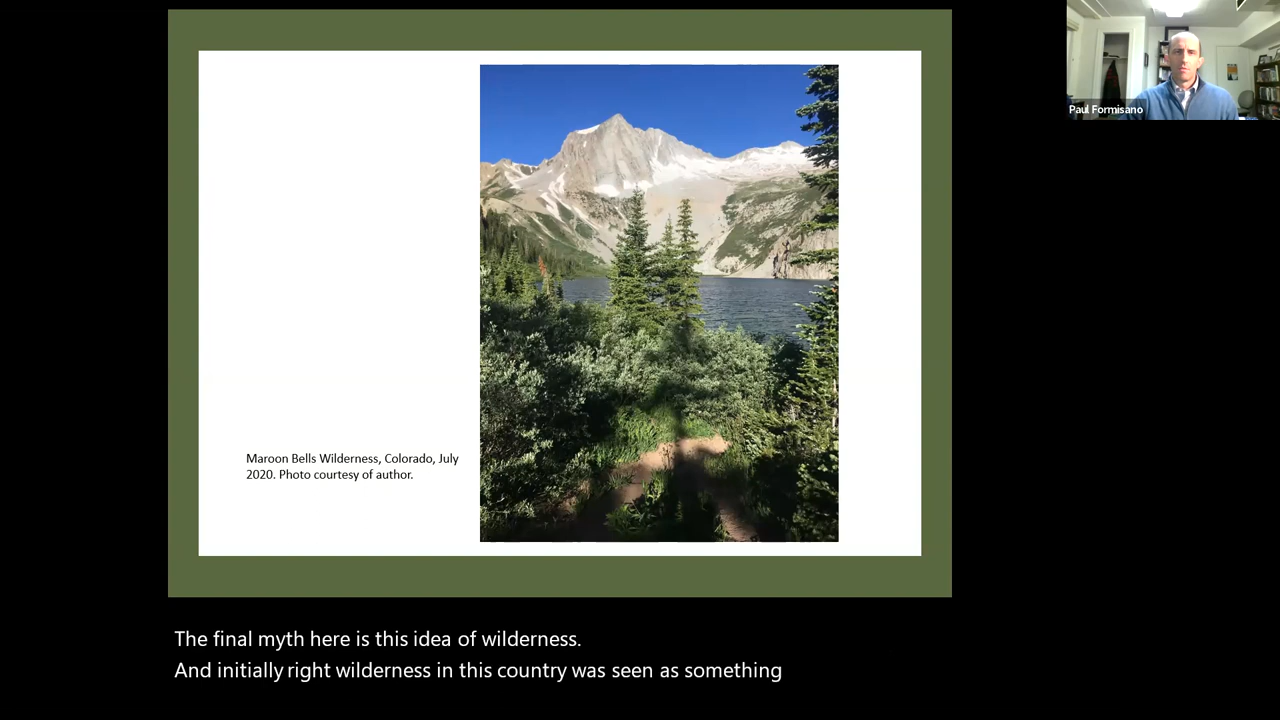 Paul Formisano
Maroon Bells Wilderness, Colorado, July
2020. Photo courtesy of author.
The final myth here is this idea of wilderness.
And initially right wilderness in this country was seen as something